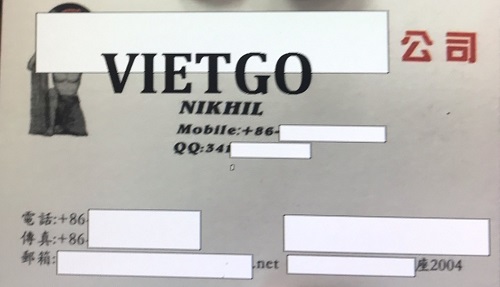 公司
VIETGO
NIKHIL
Mobile:+86-
QQ:341
電話:+86-
傳真:+86-
郵箱: .net 座2004